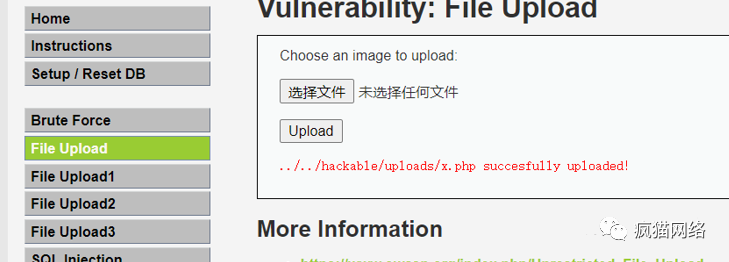 Home
Instructions
Setup / Reset DB
Brute Force
File Upload
File Upload1
File Upload2
File Upload3
SQL Injection
Vulnerability: File Upload
Choose an image to upload:
选择文件 未选择任何文件
Upload
../../hackable/uploads/x.php succesfully uploaded!
More Information
疯猫网络